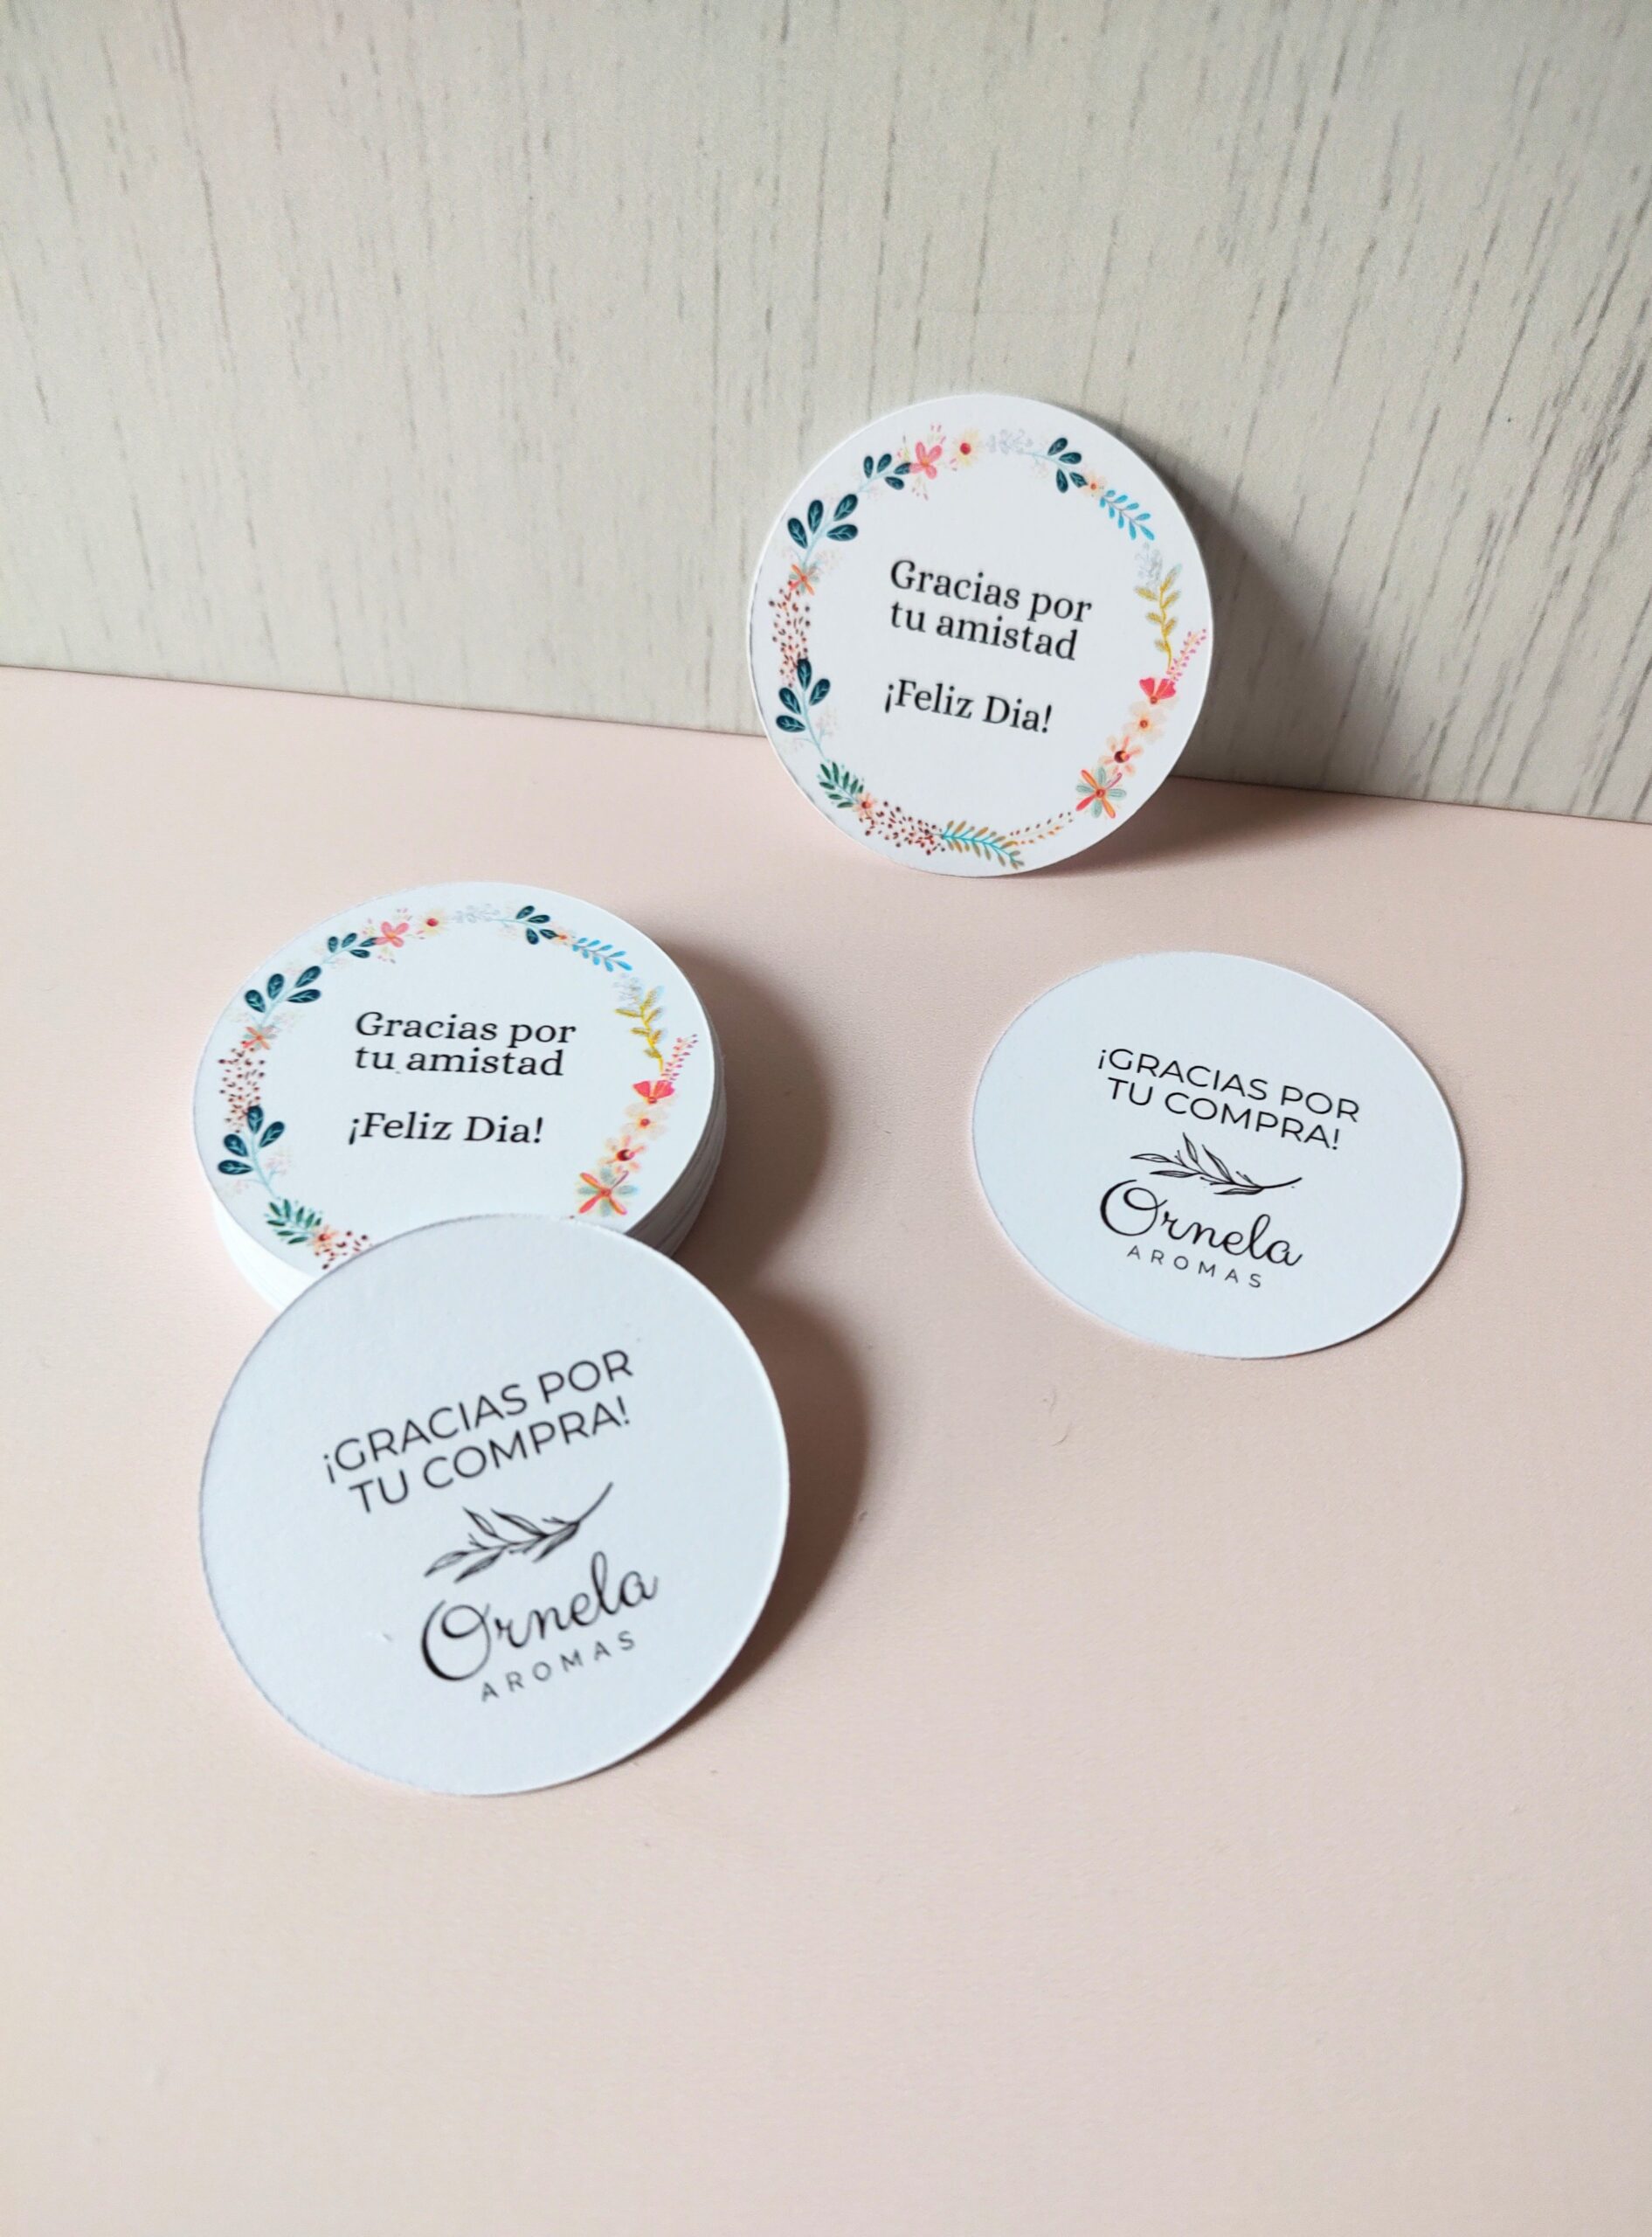 Gracias por
tu amistad
¡Feliz Dia!
Gracias por
tu amistad
¡Feliz Dia!
¡GRACIAS POR
TU COMPRA!
Ornela
AROMAS
¡GRACIAS POR
TU COMPRA!
Ornela
AROMAS